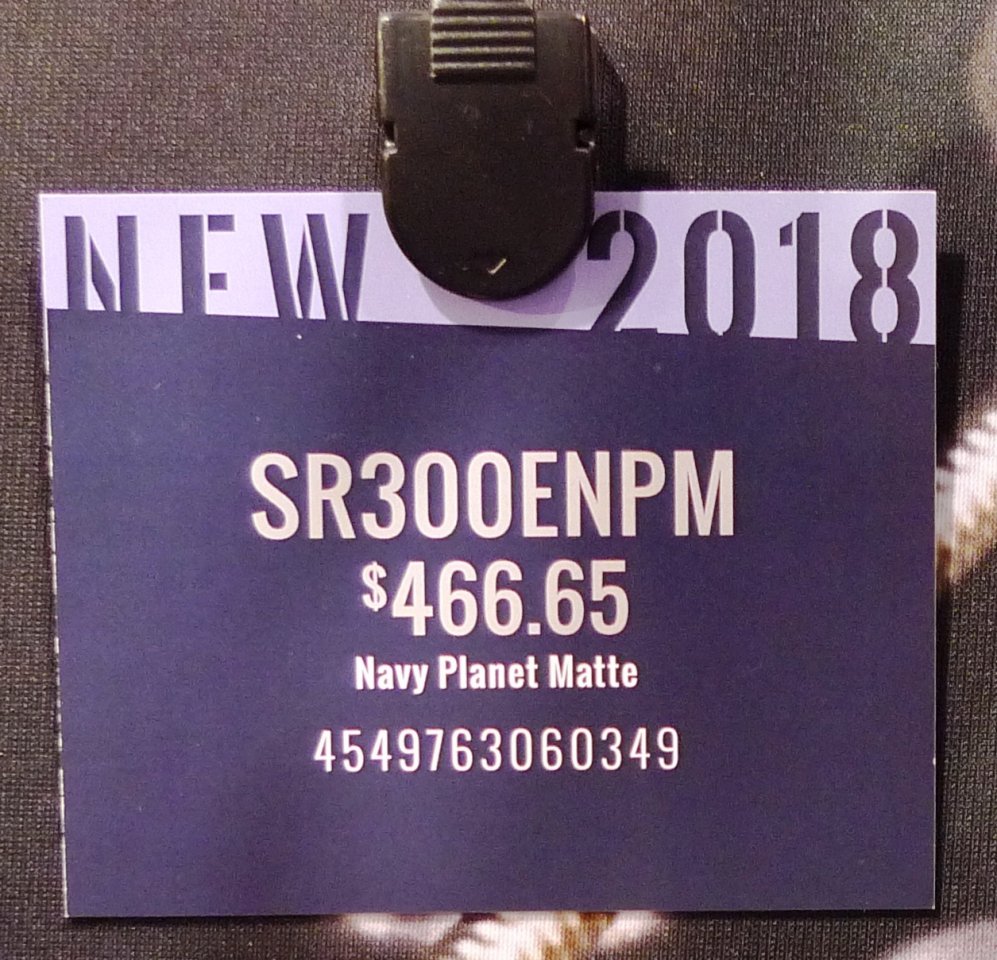 NEW 2018
SR300ENPM
$466.65
Navy Planet Matte
4549763060349